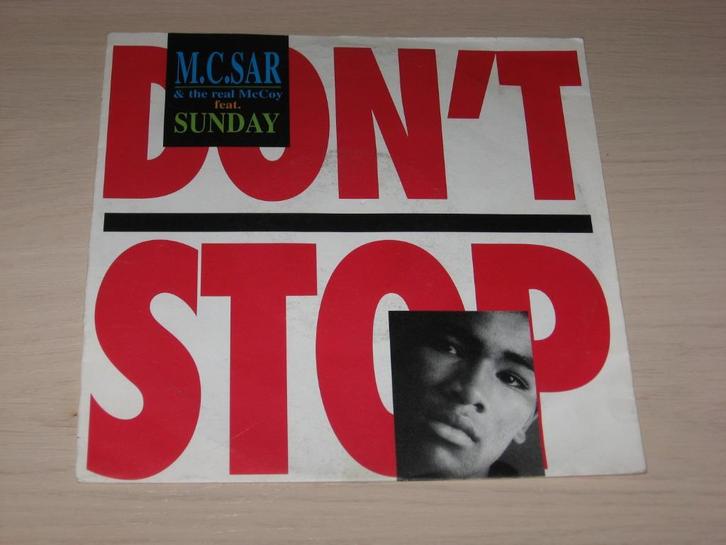 M.C.SAR
& the real McCoy
feat.
SUNDAY
DON'T
STOP